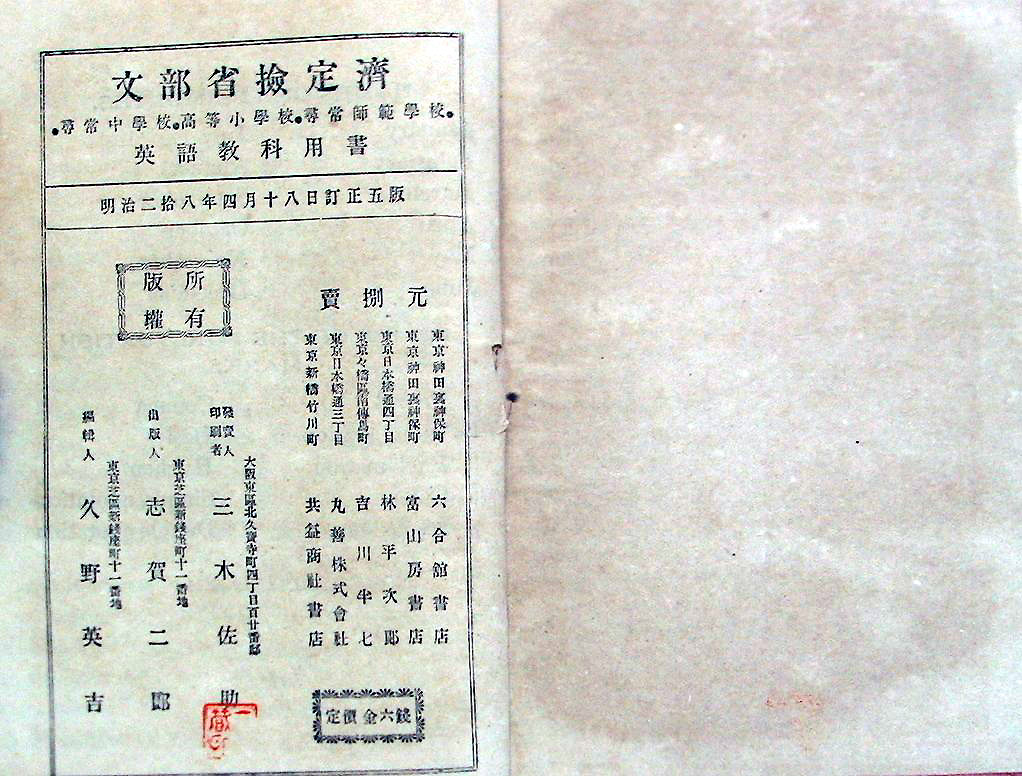 文部省撿定濟
●尋常中學校●高等小學校●尋常師範學校●
英語教科用書
明治二拾八年四月十八日訂正五版
版權
所有
賣捌元
東京神田裏神保町 六合館書店
東京神田裏神保町 富山房書店
東京日本橋通四丁目 林平次郎
東京々橋區南傳馬町 吉川半七
東京日本橋通三丁目 丸善株式會社
東京新橋竹川町 共益商社書店
定價金六錢
大阪東區北久寳寺町四丁目百廿番邸
發賣人
印刷者
三木佐助
東京芝區新錢座町十一番地
出版人 志賀二郎
東京芝區新錢座町十一番地
編輯人 久野英吉